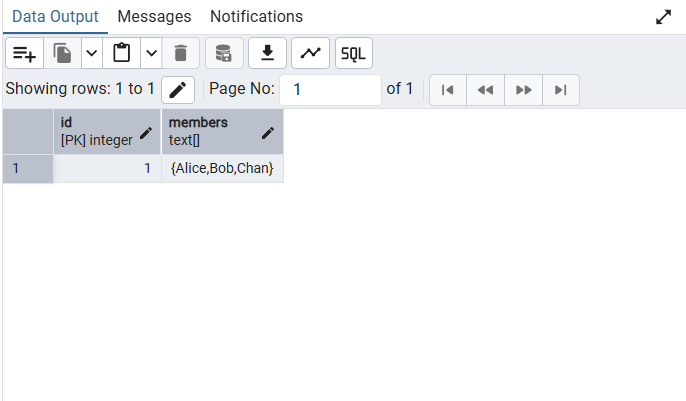 Data Output Messages Notifications
SQL
Showing rows: 1 to 1 Page No: 1 of 1
id members
[PK] integer text[]
1 1 {Alice,Bob,Chan}